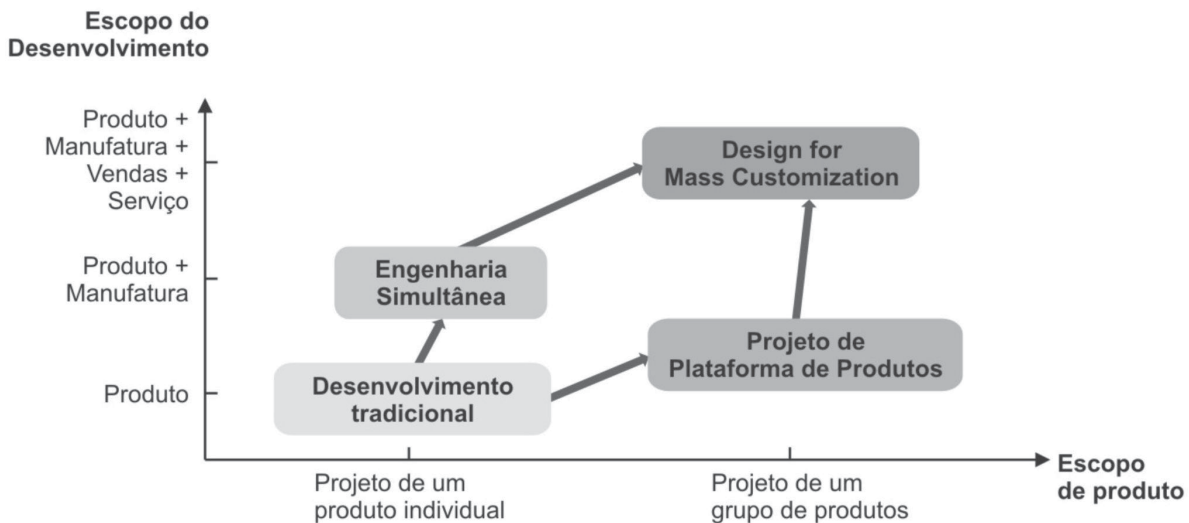 Escopo do
Desenvolvimento
Produto +
Manufatura +
Vendas +
Serviço
Design for
Mass Customization
Produto +
Manufatura
Engenharia
Simultânea
Projeto de
Plataforma de Produtos
Produto
Desenvolvimento
tradicional
Projeto de um
produto individual
Projeto de um
grupo de produtos
Escopo
de produto